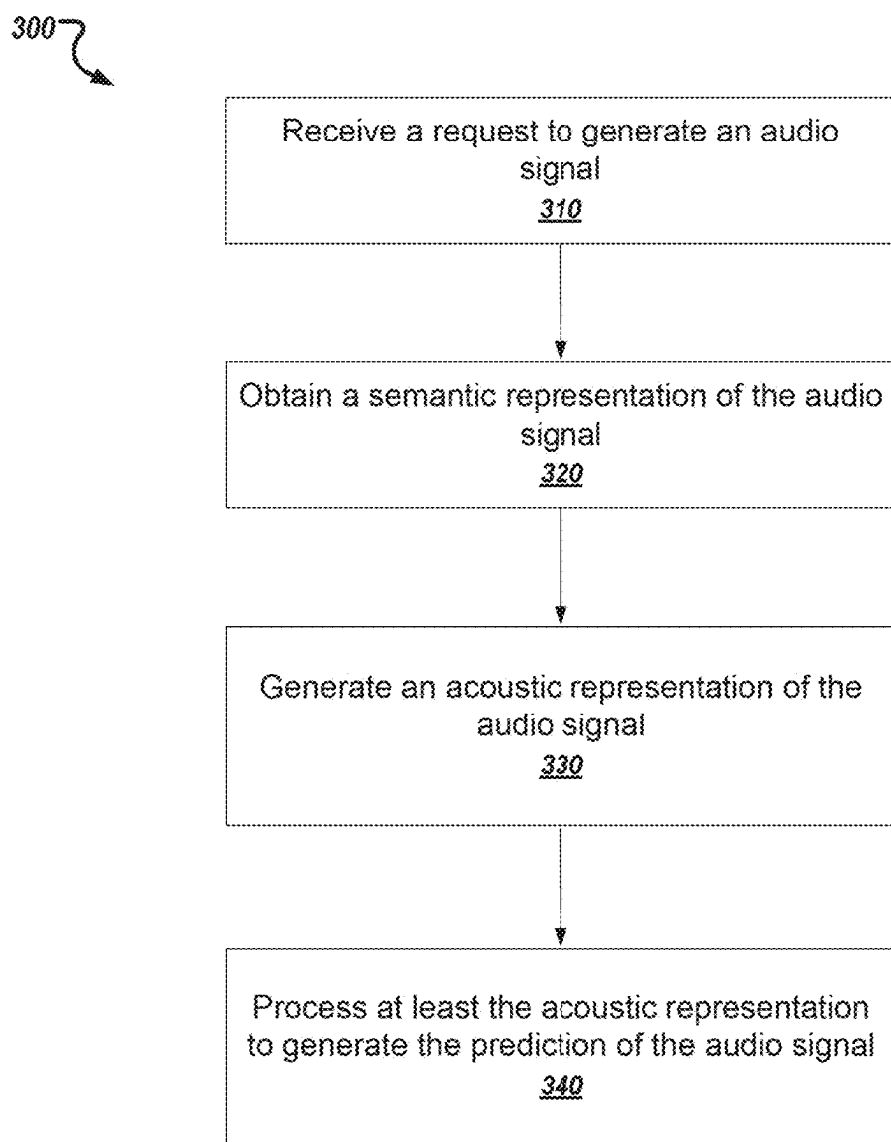 300
Receive a request to generate an audio
signal
310
Obtain a semantic representation of the audio
signal
320
Generate an acoustic representation of the
audio signal
330
Process at least the acoustic representation
to generate the prediction of the audio signal
340